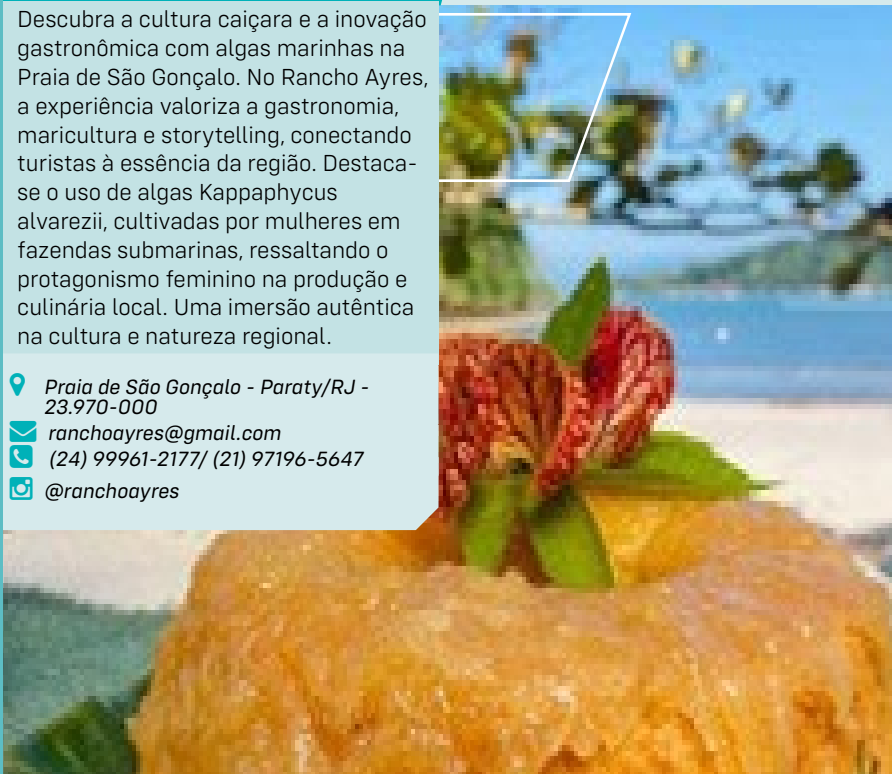 Descubra a cultura caiçara e a inovação
gastronômica com algas marinhas na
Praia de São Gonçalo. No Rancho Ayres,
a experiência valoriza a gastronomia,
maricultura e storytelling, conectando
turistas à essência da região. Destaca-
se o uso de algas Kappaphycus
alvarezii, cultivadas por mulheres em
fazendas submarinas, ressaltando o
protagonismo feminino na produção e
culinária local. Uma imersão autêntica
na cultura e natureza regional.
Praia de São Gonçalo - Paraty/RJ -
23.970-000
ranchoayres@gmail.com
(24) 99961-2177/ (21) 97196-5647
@ranchoayres